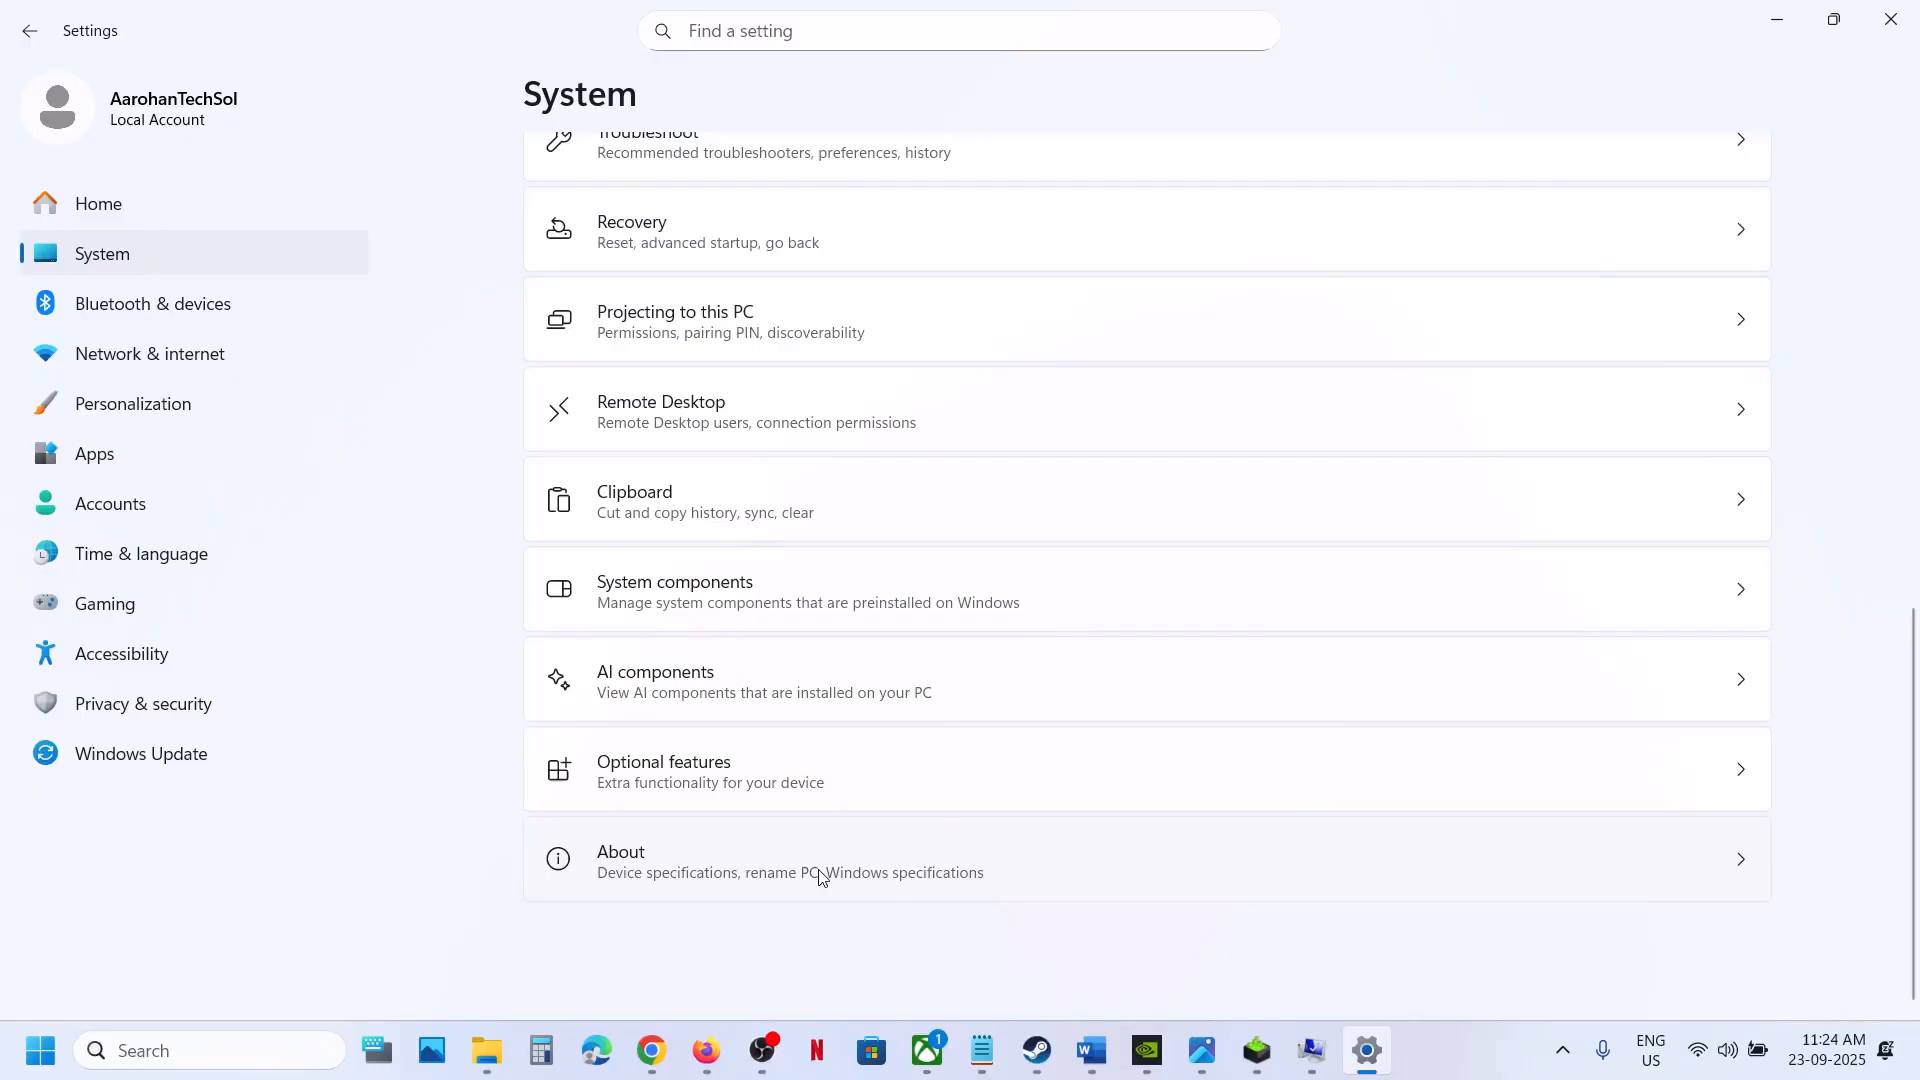 Settings
Find a setting
AarohanTechSol
Local Account
Home
System
Bluetooth & devices
Network & internet
Personalization
Apps
Accounts
Time & language
Gaming
Accessibility
Privacy & security
Windows Update
System
Troubleshoot
Recommended troubleshooters, preferences, history
Recovery
Reset, advanced startup, go back
Projecting to this PC
Permissions, pairing PIN, discoverability
Remote Desktop
Remote Desktop users, connection permissions
Clipboard
Cut and copy history, sync, clear
System components
Manage system components that are preinstalled on Windows
AI components
View AI components that are installed on your PC
Optional features
Extra functionality for your device
About
Device specifications, rename PC, Windows specifications
Search
1
ENG
US
11:24 AM
23-09-2025